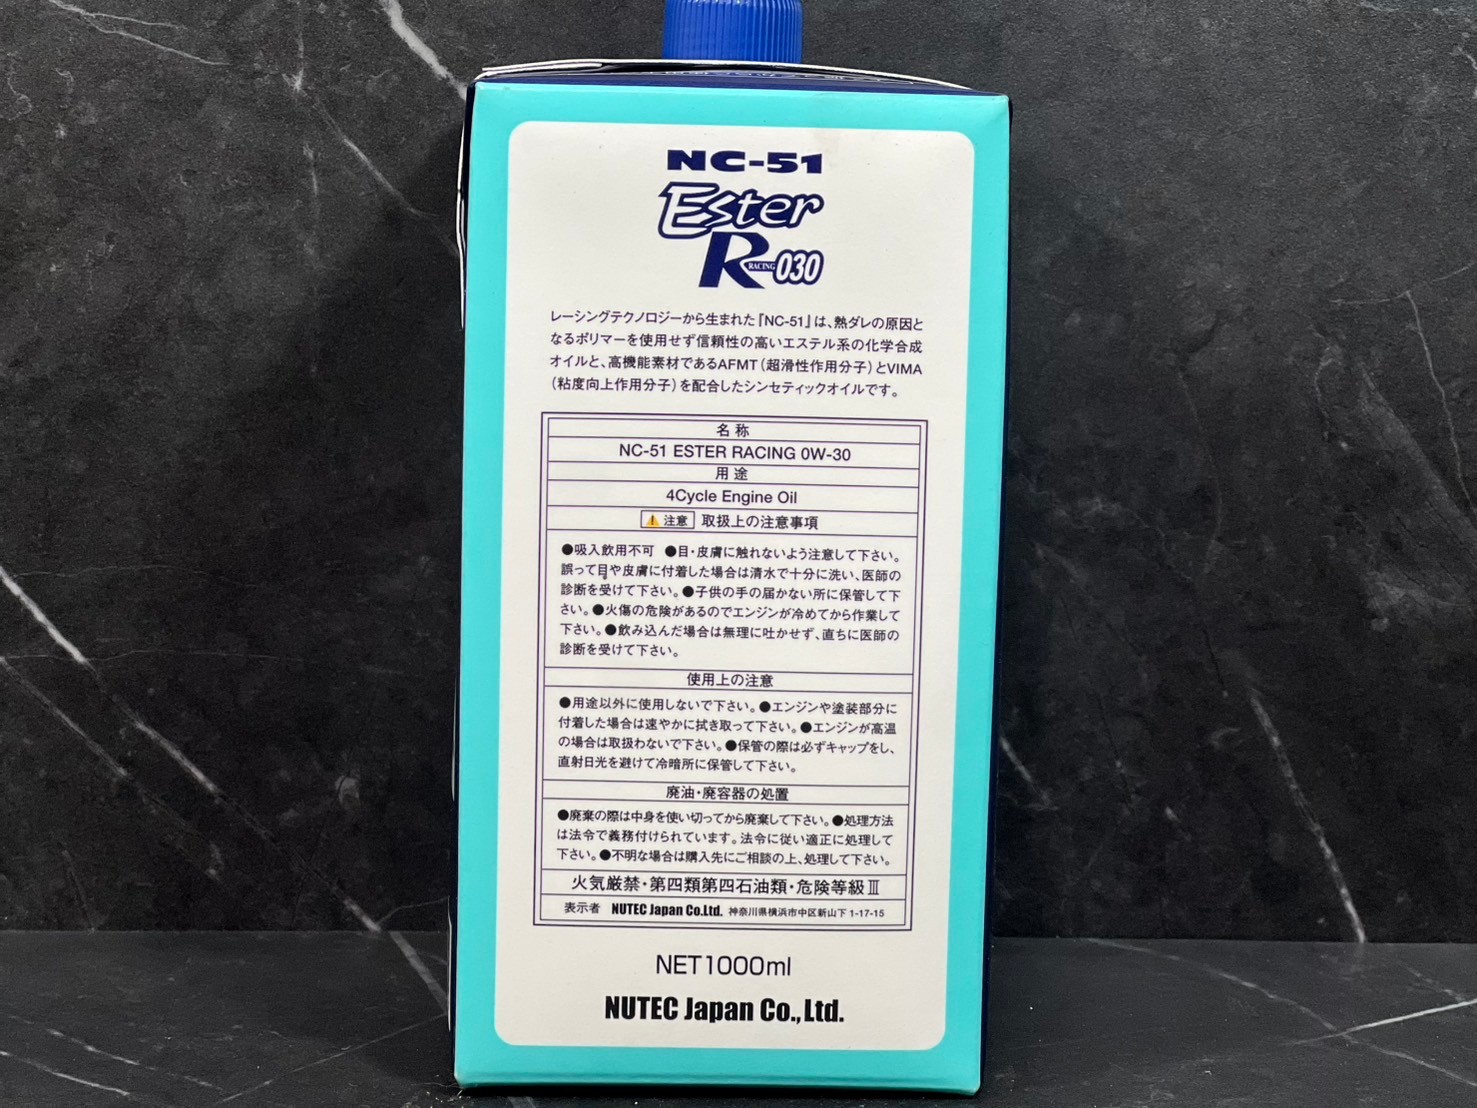 NC-51
Ester
R RACING 030
レーシングテクノロジーから生まれた『NC-51』は、熱ダレの原因と
なるポリマーを使用せず信頼性の高いエステル系の化学合成
オイルと、高機能素材であるAFMT(超滑性作用分子)とVIMA
(粘度向上作用分子)を配合したシンセティックオイルです。
名 称
NC-51 ESTER RACING 0W-30
用 途
4Cycle Engine Oil
⚠注意 取扱上の注意事項
●吸入飲用不可 ●目・皮膚に触れないよう注意して下さい。
誤って目や皮膚に付着した場合は清水で十分に洗い、医師の
診断を受けて下さい。●子供の手の届かない所に保管して下
さい。●火傷の危険があるのでエンジンが冷めてから作業して
下さい。●飲み込んだ場合は無理に吐かせず、直ちに医師の
診断を受けて下さい。
使用上の注意
●用途以外に使用しないで下さい。●エンジンや塗装部分に
付着した場合は速やかに拭き取って下さい。●エンジンが高温
の場合は取扱わないで下さい。●保管の際は必ずキャップをし、
直射日光を避けて冷暗所に保管して下さい。
廃油・廃容器の処置
●廃棄の際は中身を使い切ってから廃棄して下さい。●処理方法
は法令で義務付けられています。法令に従い適正に処理して
下さい。●不明な場合は購入先にご相談の上、処理して下さい。
火気厳禁・第四類第四石油類・危険等級Ⅲ
表示者 NUTEC Japan Co.Ltd. 神奈川県横浜市中区新山下 1-17-15
NET1000ml
NUTEC Japan Co., Ltd.